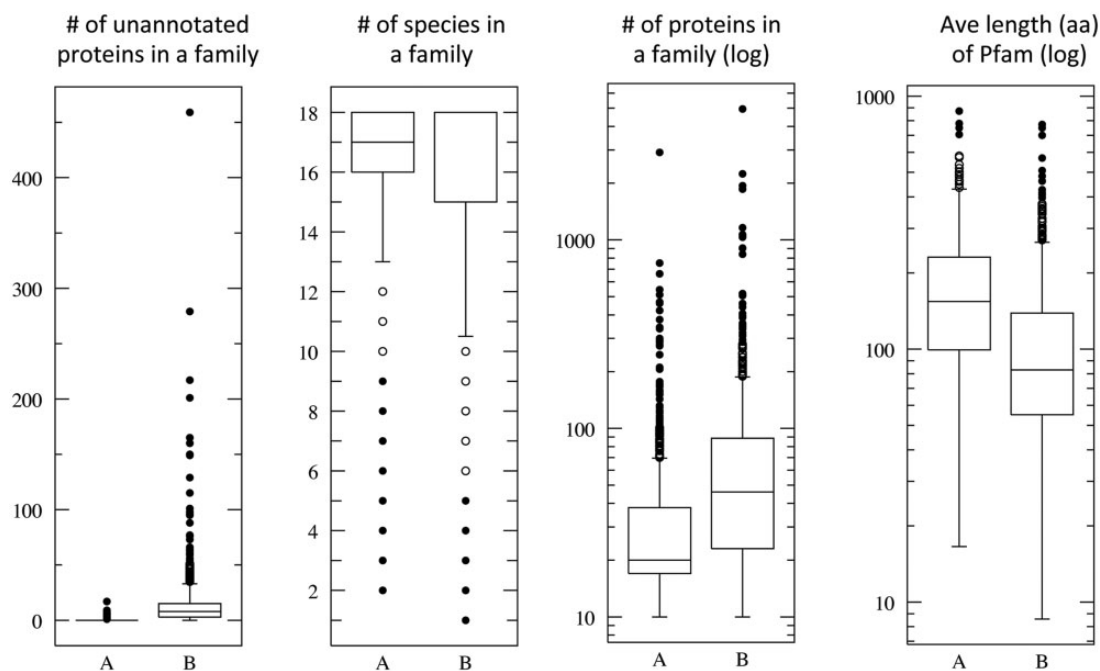 # of unannotated
proteins in a family
400
300
200
100
0
A B
# of species in
a family
18
16
14
12
10
8
6
4
2
A B
# of proteins in
a family (log)
1000
100
10
A B
Ave length (aa)
of Pfam (log)
1000
100
10
A B